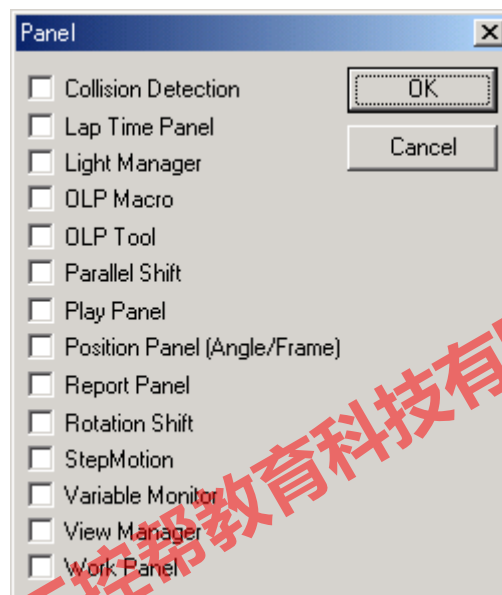 Panel
Collision Detection
OK
Lap Time Panel
Cancel
Light Manager
OLP Macro
OLP Tool
Parallel Shift
Play Panel
Position Panel (Angle/Frame)
Report Panel
Rotation Shift
StepMotion
Variable Monitor
View Manager
Work Panel
控帮教育科技有